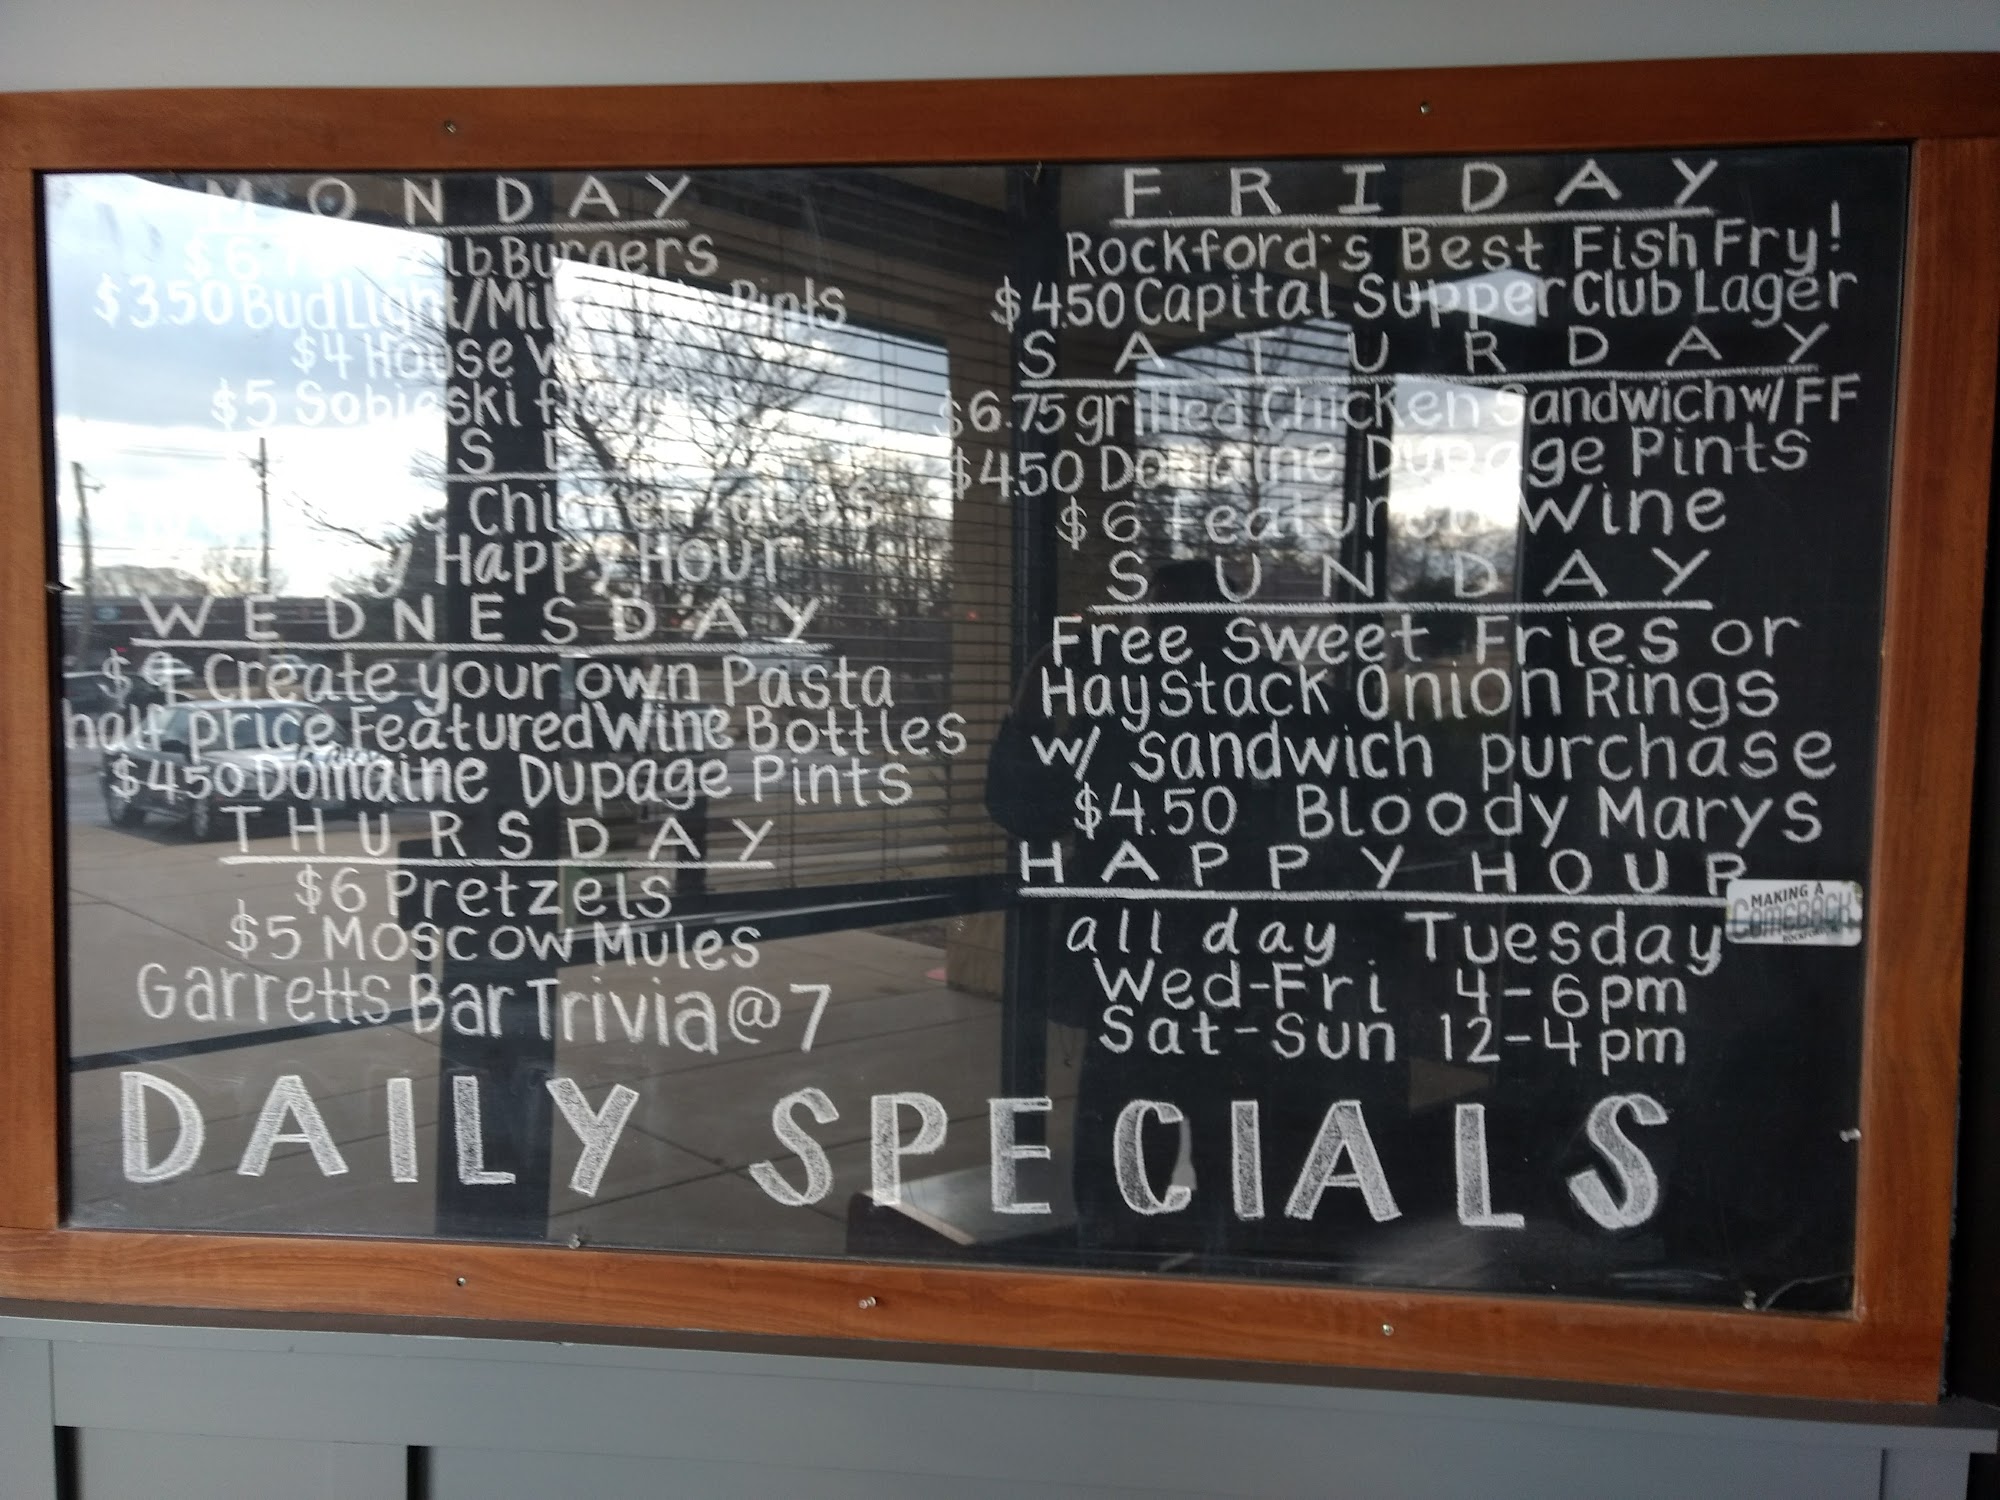 MONDAY
lb. Burgers
$3.50 Bud Light/ Pints
$4 House
$5 Sobieski
Chicken Tacos
Happy Hour
WEDNESDAY
Create your own Pasta
half price Featured Wine Bottles
$4.50 Domaine Dupage Pints
THURSDAY
$6 Pretzels
$5 Moscow Mules
Garretts Bar Trivia @ 7
FRIDAY
Rockford's Best Fish Fry!
$4.50 Capital Supper Club Lager
SATURDAY
$6.75 grilled Chicken Sandwich w/ FF
$4.50 Domaine Dupage Pints
$6 Featured Wine
SUNDAY
Free Sweet Fries or
Haystack Onion Rings
w/ sandwich purchase
$4.50 Bloody Marys
HAPPY HOUR
all day Tuesday
Wed-Fri 4-6pm
Sat-Sun 12-4pm
MAKING A
COMEBACK
DAILY SPECIALS